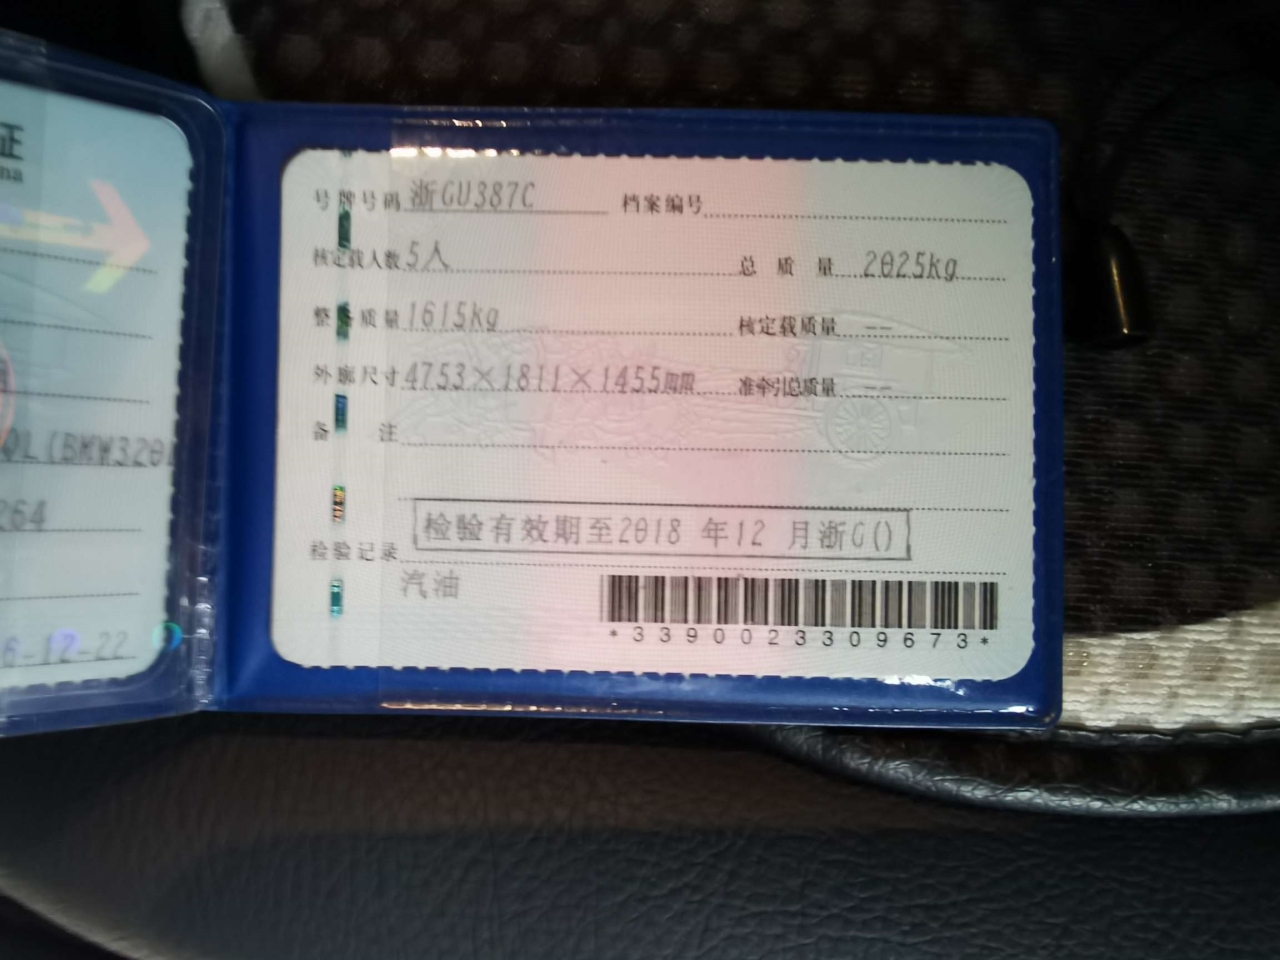 证
na
QL(BMW320
264
6-12-22
号牌号码 浙GU387C 档案编号
核定载人数 5人 总质量 2025kg
整备质量 1615kg 核定载质量 --
外廓尺寸 4753×1811×1455mm 准牵引总质量 --
备注
检验有效期至2018 年12 月浙G()
检验记录
汽油
*3390023309673*